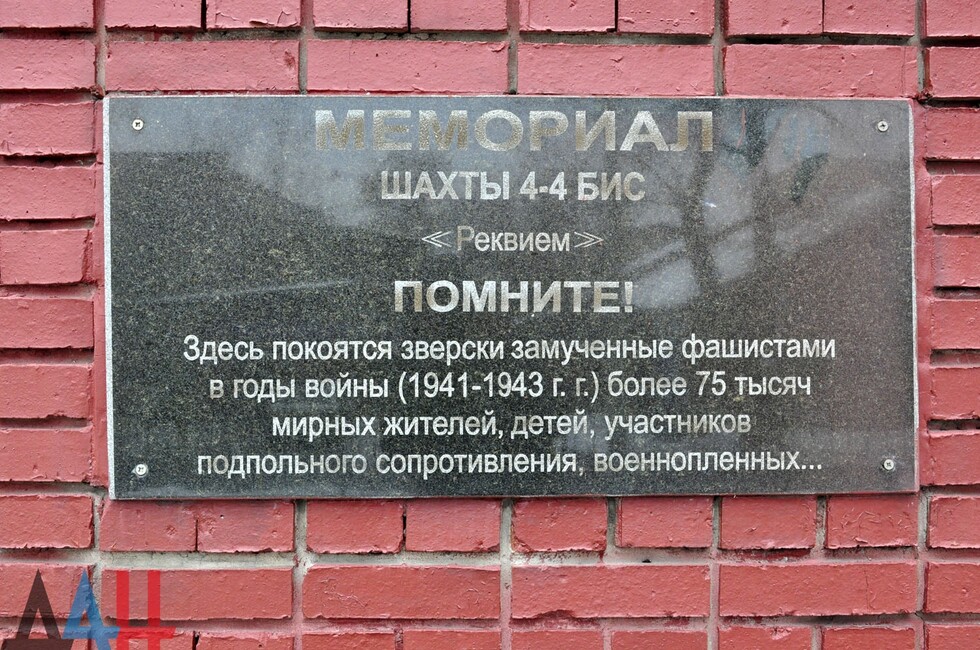 МЕМОРИАЛ
ШАХТЫ 4-4 БИС
≪Реквием≫
ПОМНИТЕ!
Здесь покоятся зверски замученные фашистами
в годы войны (1941-1943 г. г.) более 75 тысяч
мирных жителей, детей, участников
подпольного сопротивления, военнопленных...
ДАН